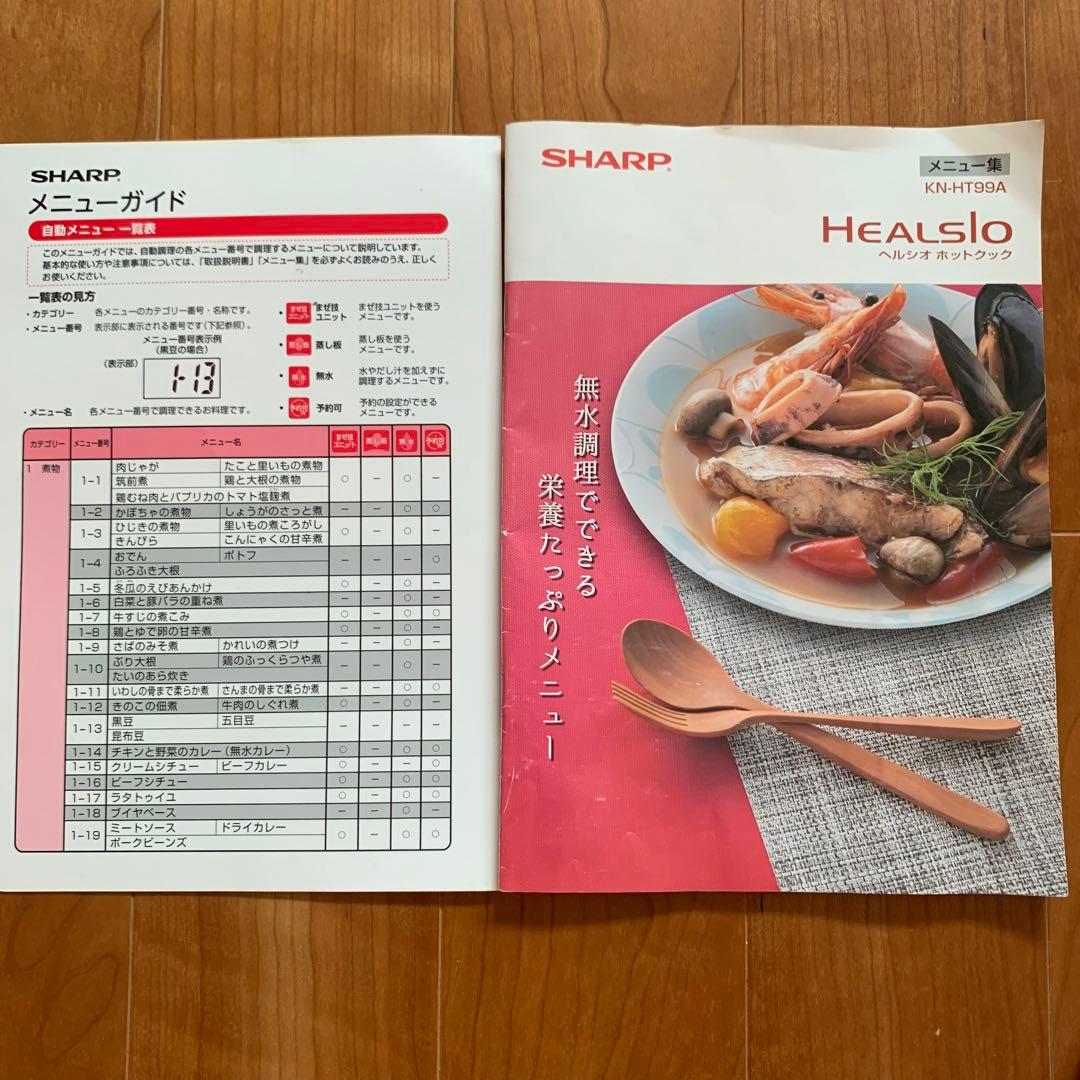 SHARP
メニューガイド
自動メニュー 一覧表
このメニューガイドでは、自動調理の各メニュー番号で調理するメニューについて説明しています。
基本的な使い方や注意事項については、「取扱説明書」「メニュー集」を必ずよくお読みのうえ、正しく
お使いください。
一覧表の見方
・カテゴリー 各メニューのカテゴリー番号・名称です。
・メニュー番号 表示部に表示される番号です(下記参照)。
メニュー番号表示例
(黒豆の場合)
(表示部) 1-13
・メニュー名 各メニュー番号で調理できるお料理です。
・ まぜ技ユニット まぜ技ユニット まぜ技ユニットを使うメニューです。
・ 蒸し板 蒸し板 蒸し板を使うメニューです。
・ 無水 無水 水やだし汁を加えずに調理するメニューです。
・ 予約可 予約可 予約の設定ができるメニューです。
カテゴリー メニュー番号 メニュー名 まぜ技ユニット 蒸し板 無水 予約可
1 煮物
1-1 肉じゃが たこと里いもの煮物 ○ − ○ −
筑前煮 鶏と大根の煮物
鶏むね肉とパプリカのトマト塩麹煮
1-2 かぼちゃの煮物 しょうがのさっと煮 − − ○ ○
1-3 ひじきの煮物 里いもの煮ころがし ○ − ○ −
きんぴら こんにゃくの甘辛煮
1-4 おでん ポトフ − − − ○
ふろふき大根
1-5 冬瓜のえびあんかけ ○ − − −
1-6 白菜と豚バラの重ね煮 − − ○ −
1-7 牛すじの煮こみ ○ − ○ ○
1-8 鶏とゆで卵の甘辛煮 ○ − ○ −
1-9 さばのみそ煮 かれいの煮つけ − − ○ −
1-10 ぶり大根 鶏のふっくらつや煮 − − ○ −
たいのあら炊き
1-11 いわしの骨まで柔らか煮 さんまの骨まで柔らか煮 − − ○ ○
1-12 きのこの佃煮 牛肉のしぐれ煮 ○ − ○ −
1-13 黒豆 五目豆 − − − −
昆布豆
1-14 チキンと野菜のカレー(無水カレー) ○ − ○ ○
1-15 クリームシチュー ビーフカレー ○ − − ○
1-16 ビーフシチュー ○ − ○ ○
1-17 ラタトゥイユ ○ − ○ ○
1-18 ブイヤベース − − ○ −
1-19 ミートソース ドライカレー ○ − ○ ○
ポークビーンズ
SHARP
メニュー集
KN-HT99A
HEALSIO
ヘルシオ ホットクック
無水調理でできる
栄養たっぷりメニュー